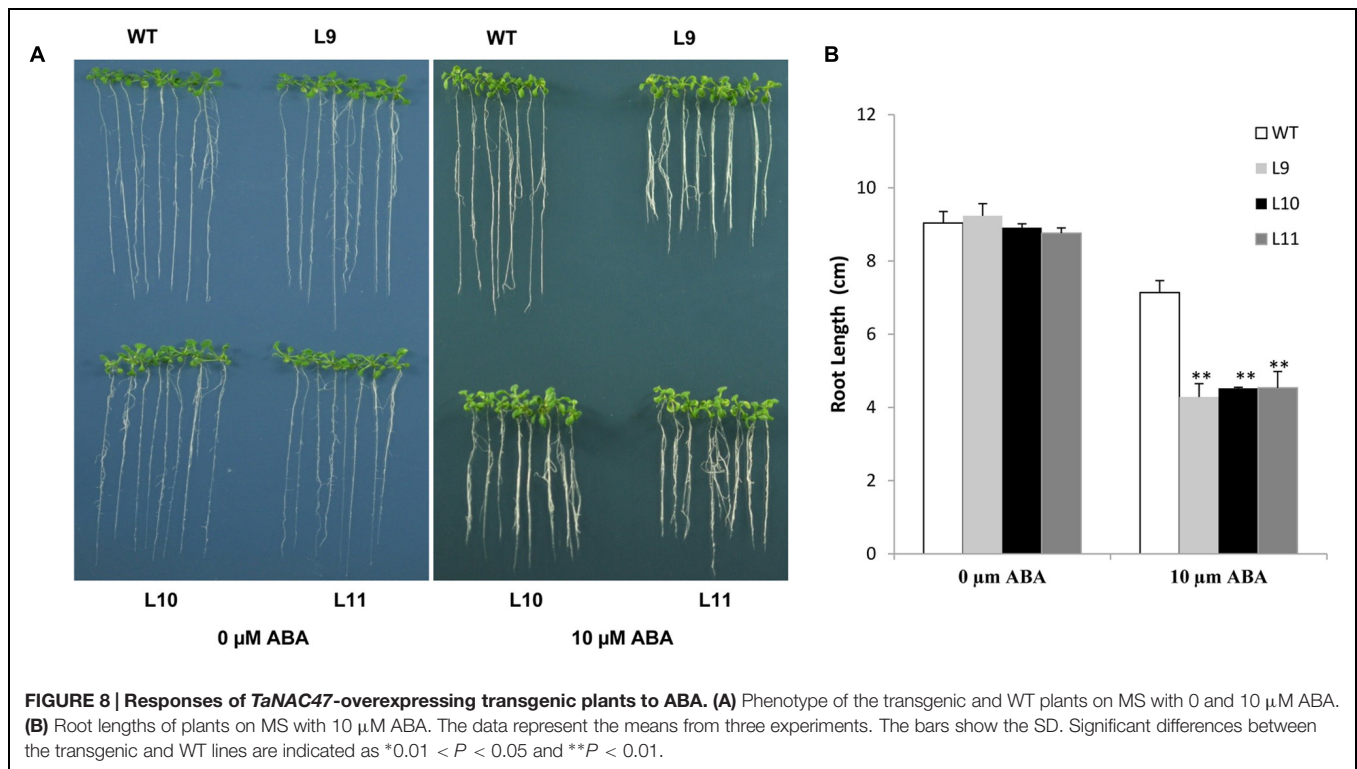 A
WT
L9
WT
L9
L10
L11
L10
L11
0 µM ABA
10 µM ABA
B
Root Length (cm)
12
10
8
6
4
2
0
WT
L9
L10
L11
**
**
**
0 µm ABA
10 µm ABA
FIGURE 8 | Responses of TaNAC47-overexpressing transgenic plants to ABA. (A) Phenotype of the transgenic and WT plants on MS with 0 and 10 µM ABA.
(B) Root lengths of plants on MS with 10 µM ABA. The data represent the means from three experiments. The bars show the SD. Significant differences between
the transgenic and WT lines are indicated as *0.01 < P < 0.05 and **P < 0.01.